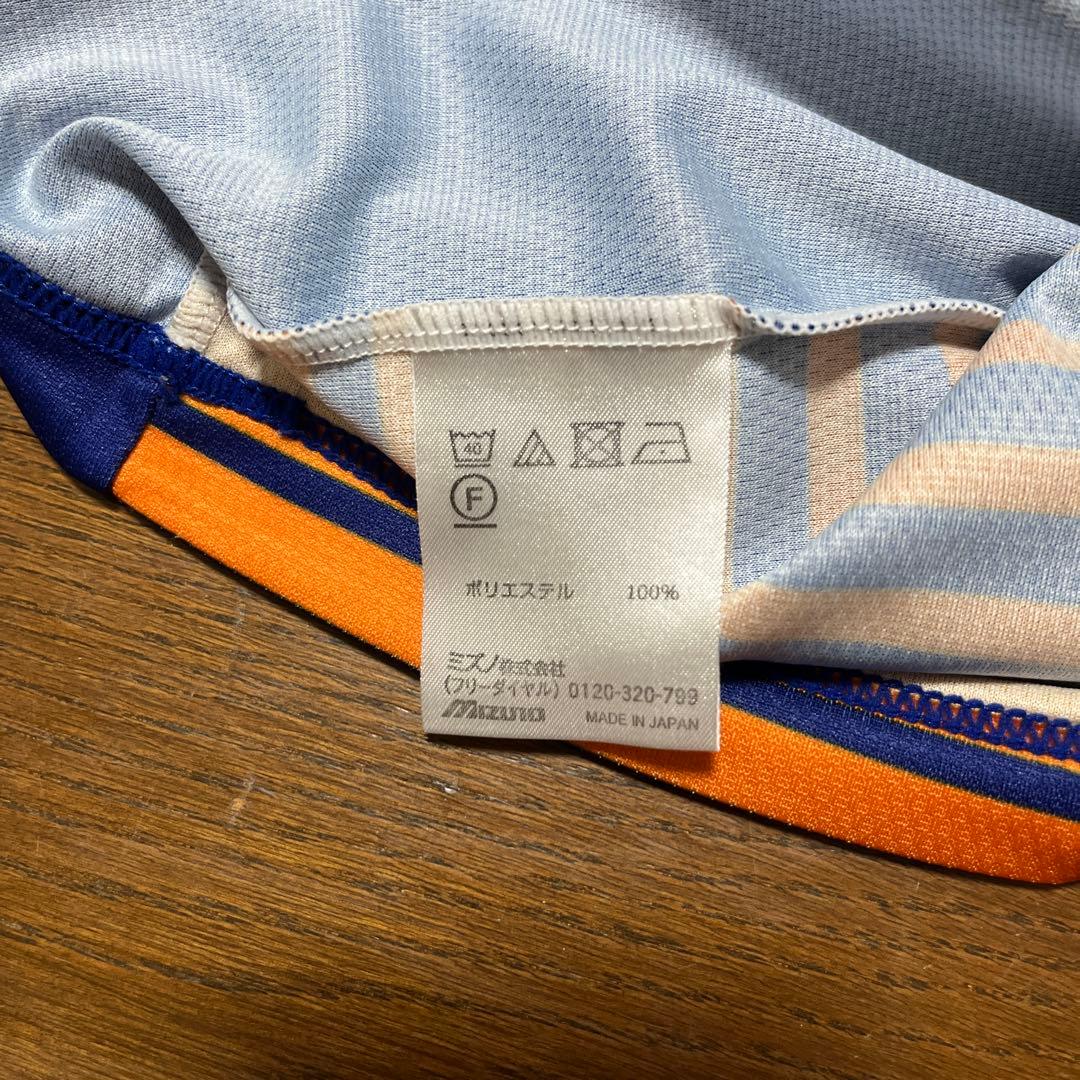 40
F
ポリエステル 100%
ミズノ株式会社
(フリーダイヤル) 0120-320-799
Mizuno MADE IN JAPAN